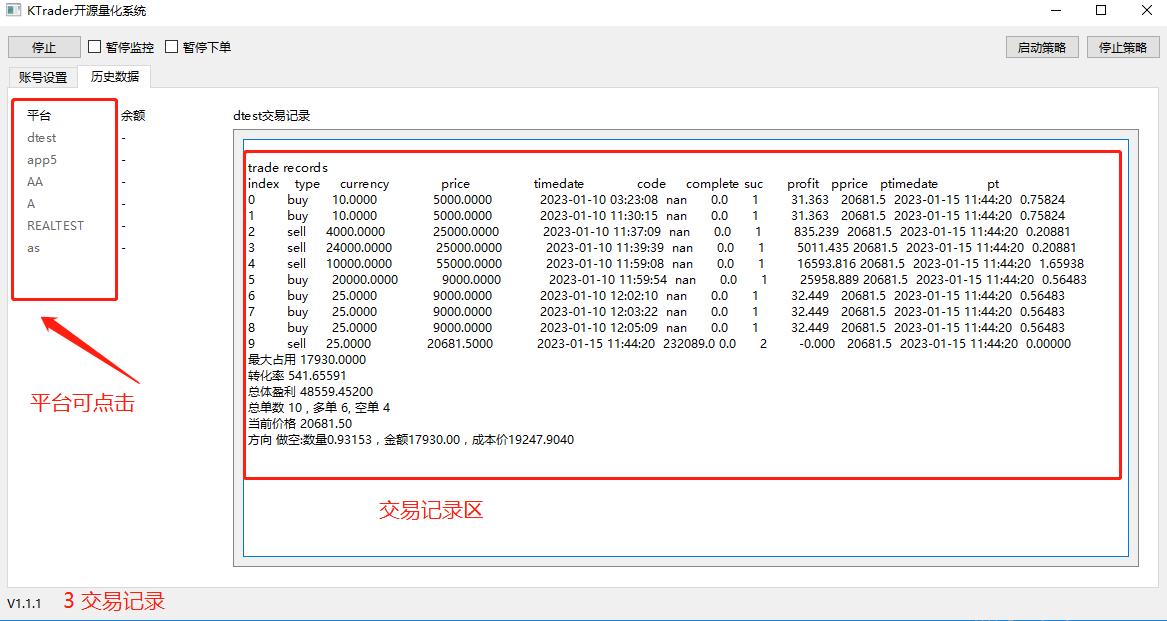 KTrader开源量化系统
停止 暂停监控 暂停下单 启动策略 停止策略
账号设置 历史数据
平台 余额 dtest交易记录
dtest -
app5 -
AA -
A -
REALTEST -
as -
trade records
index type currency price timedate code complete suc profit pprice ptimedate pt
0 buy 10.0000 5000.0000 2023-01-10 03:23:08 nan 0.0 1 31.363 20681.5 2023-01-15 11:44:20 0.75824
1 buy 10.0000 5000.0000 2023-01-10 11:30:15 nan 0.0 1 31.363 20681.5 2023-01-15 11:44:20 0.75824
2 sell 4000.0000 25000.0000 2023-01-10 11:37:09 nan 0.0 1 835.239 20681.5 2023-01-15 11:44:20 0.20881
3 sell 24000.0000 25000.0000 2023-01-10 11:39:39 nan 0.0 1 5011.435 20681.5 2023-01-15 11:44:20 0.20881
4 sell 10000.0000 55000.0000 2023-01-10 11:59:08 nan 0.0 1 16593.816 20681.5 2023-01-15 11:44:20 1.65938
5 buy 20000.0000 9000.0000 2023-01-10 11:59:54 nan 0.0 1 25958.889 20681.5 2023-01-15 11:44:20 0.56483
6 buy 25.0000 9000.0000 2023-01-10 12:02:10 nan 0.0 1 32.449 20681.5 2023-01-15 11:44:20 0.56483
7 buy 25.0000 9000.0000 2023-01-10 12:03:22 nan 0.0 1 32.449 20681.5 2023-01-15 11:44:20 0.56483
8 buy 25.0000 9000.0000 2023-01-10 12:05:09 nan 0.0 1 32.449 20681.5 2023-01-15 11:44:20 0.56483
9 sell 25.0000 20681.5000 2023-01-15 11:44:20 232089.0 0.0 2 -0.000 20681.5 2023-01-15 11:44:20 0.00000
最大占用 17930.0000
转化率 541.65591
总体盈利 48559.45200
总单数 10，多单 6, 空单 4
当前价格 20681.50
方向 做空:数量0.93153，金额17930.00，成本价19247.9040
平台可点击
交易记录区
V1.1.1 3 交易记录